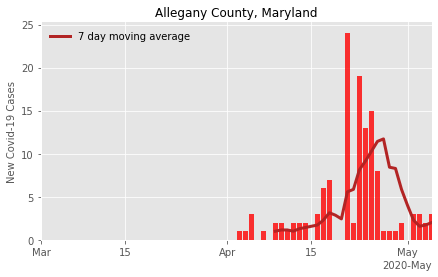 Allegany County, Maryland
7 day moving average
New Covid-19 Cases
25
20
15
10
5
0
Mar
15
Apr
15
May
2020-May